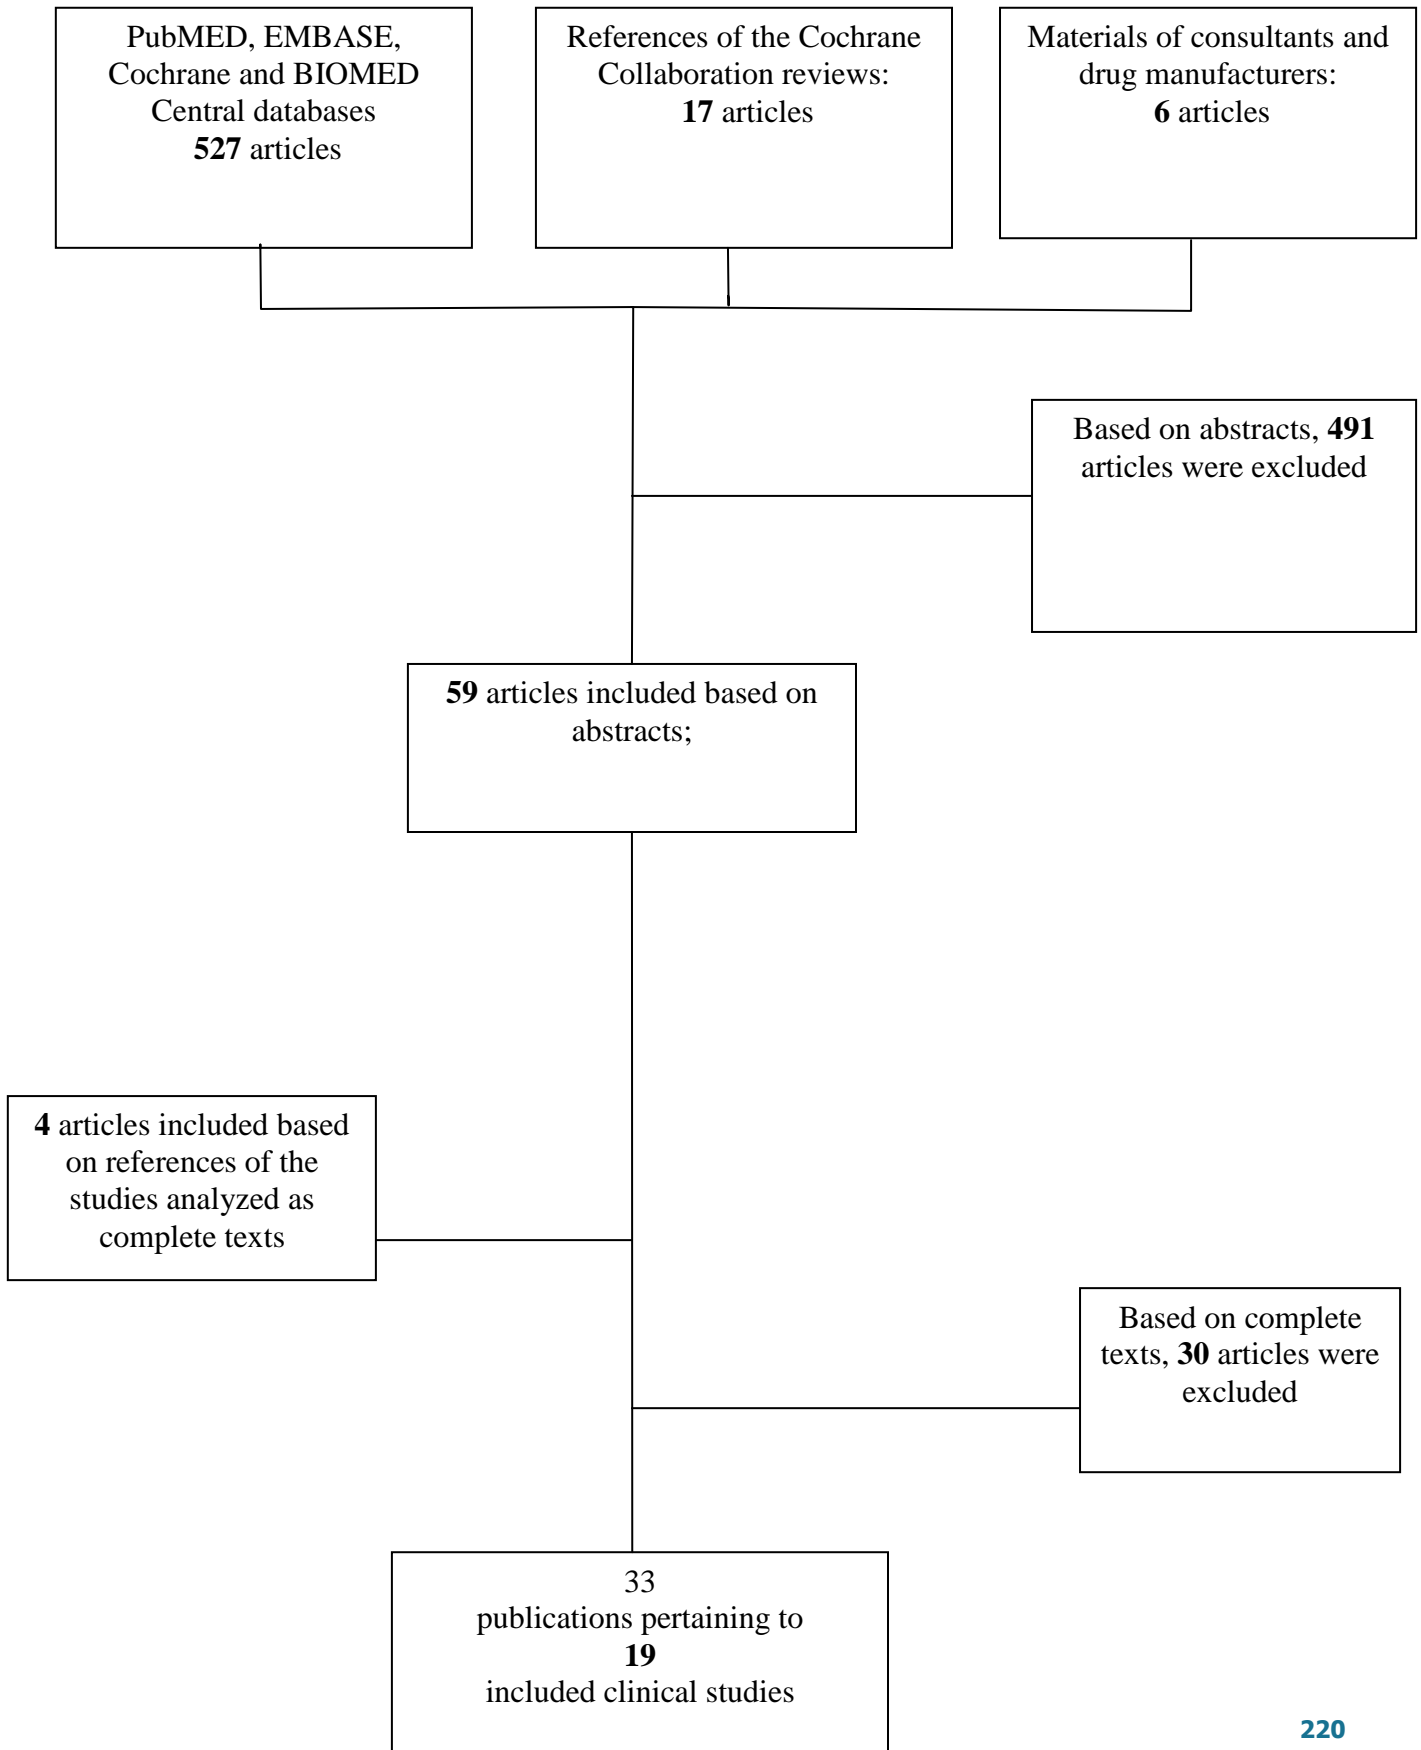 PubMED, EMBASE,
Cochrane and BIOMED
Central databases
527 articles
References of the Cochrane
Collaboration reviews:
17 articles
Materials of consultants and
drug manufacturers:
6 articles
Based on abstracts, 491
articles were excluded
59 articles included based on
abstracts;
4 articles included based
on references of the
studies analyzed as
complete texts
Based on complete
texts, 30 articles were
excluded
33
publications pertaining to
19
included clinical studies
220